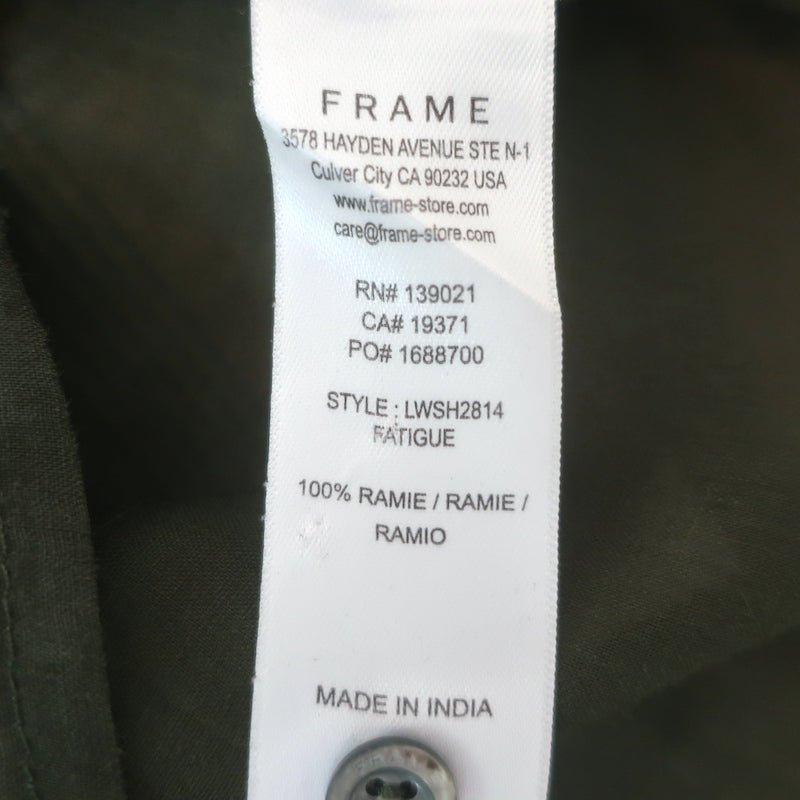 FRAME
3578 HAYDEN AVENUE STE N-1
Culver City CA 90232 USA
www.frame-store.com
care@frame-store.com
RN# 139021
CA# 19371
PO# 1688700
STYLE : LWSH2814
FATIGUE
100% RAMIE / RAMIE /
RAMIO
MADE IN INDIA